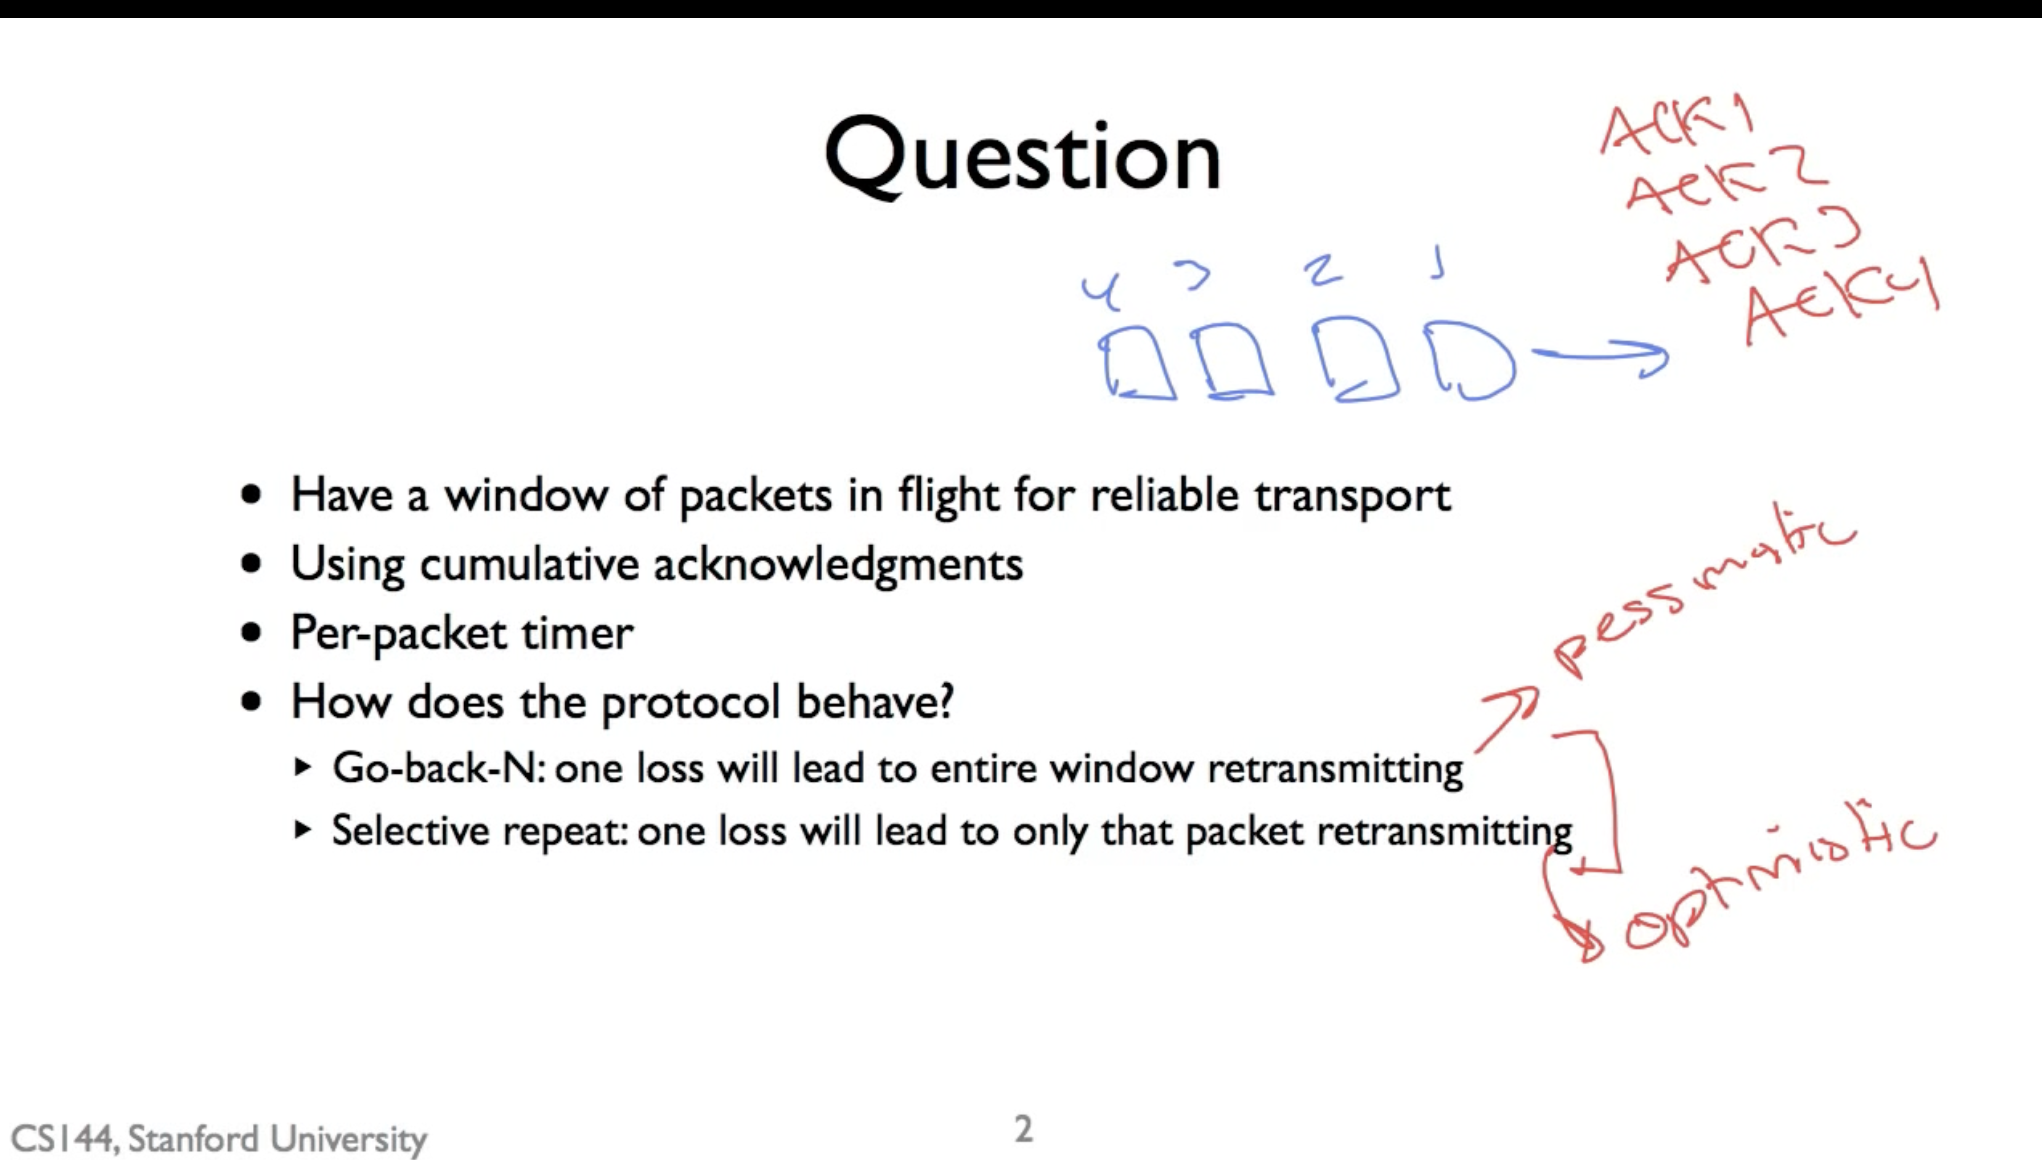 Question
ACK1
ACK2
ACK3
ACK4
4 3 2 1
• Have a window of packets in flight for reliable transport
• Using cumulative acknowledgments
• Per-packet timer
• How does the protocol behave?
‣ Go-back-N: one loss will lead to entire window retransmitting
‣ Selective repeat: one loss will lead to only that packet retransmitting
pessmatic
optmiotic
CS144, Stanford University
2